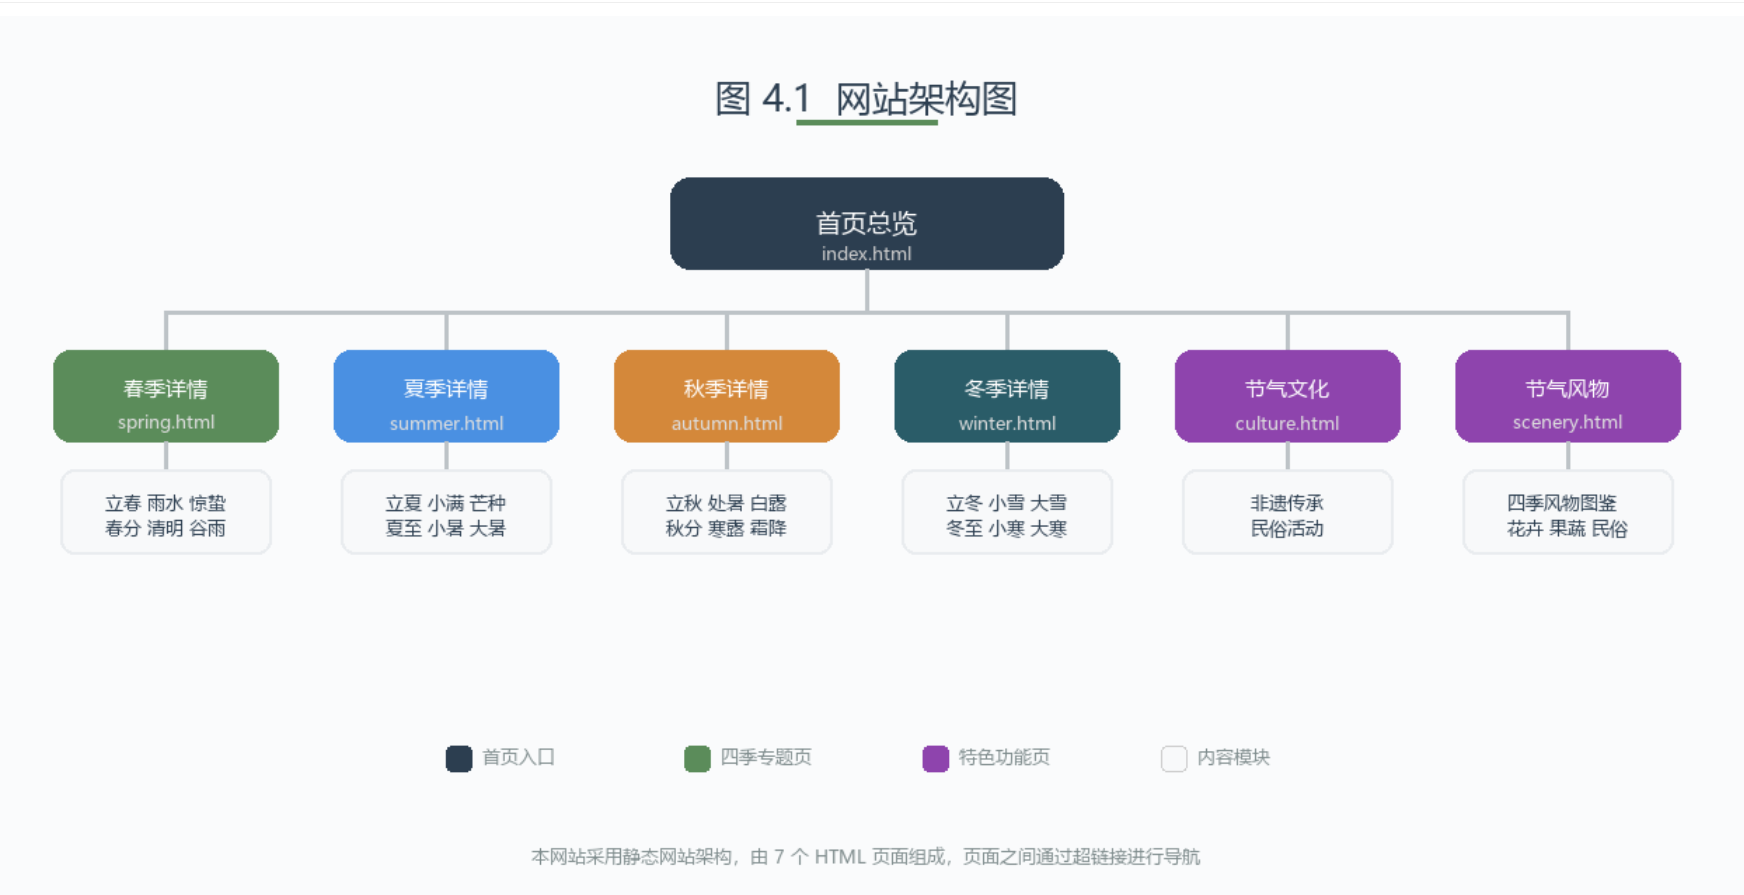 图 4.1 网站架构图
首页总览
index.html
春季详情
spring.html
夏季详情
summer.html
秋季详情
autumn.html
冬季详情
winter.html
节气文化
culture.html
节气风物
scenery.html
立春 雨水 惊蛰
春分 清明 谷雨
立夏 小满 芒种
夏至 小暑 大暑
立秋 处暑 白露
秋分 寒露 霜降
立冬 小雪 大雪
冬至 小寒 大寒
非遗传承
民俗活动
四季风物图鉴
花卉 果蔬 民俗
首页入口
四季专题页
特色功能页
内容模块
本网站采用静态网站架构，由 7 个 HTML 页面组成，页面之间通过超链接进行导航